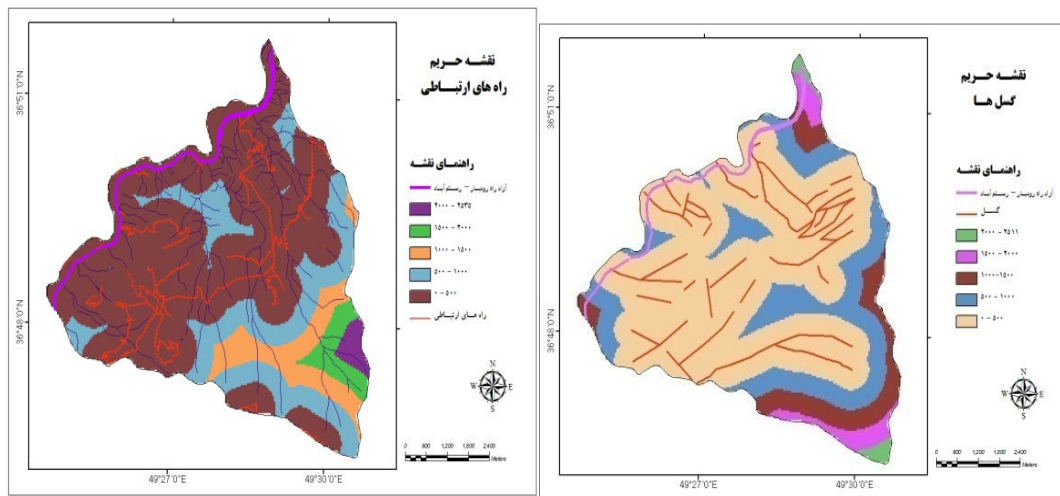 نقشه حریم
راه های ارتباطی
راهنمای نقشه
آزاد راه رودبار - رستم آباد
۲۰۰۰ - ۲۵۳۵
۱۵۰۰ - ۲۰۰۰
۱۰۰۰ - ۱۵۰۰
۵۰۰ - ۱۰۰۰
۰ - ۵۰۰
راه های ارتباطی
N
W E
S
0 600 1,200 1,800 2,400
Meters
36°51'0"N
36°48'0"N
49°27'0"E
49°30'0"E
نقشه حریم
گسل ها
راهنمای نقشه
آزاد راه رودبار - رستم آباد
گسل
۲۰۰۰ - ۲۵۱۱
۱۵۰۰ - ۲۰۰۰
۱۰۰۰-۱۵۰۰
۵۰۰ - ۱۰۰۰
۰ - ۵۰۰
N
W E
S
0 600 1,200 1,800 2,400
Meters
36°51'0"N
36°48'0"N
49°27'0"E
49°30'0"E